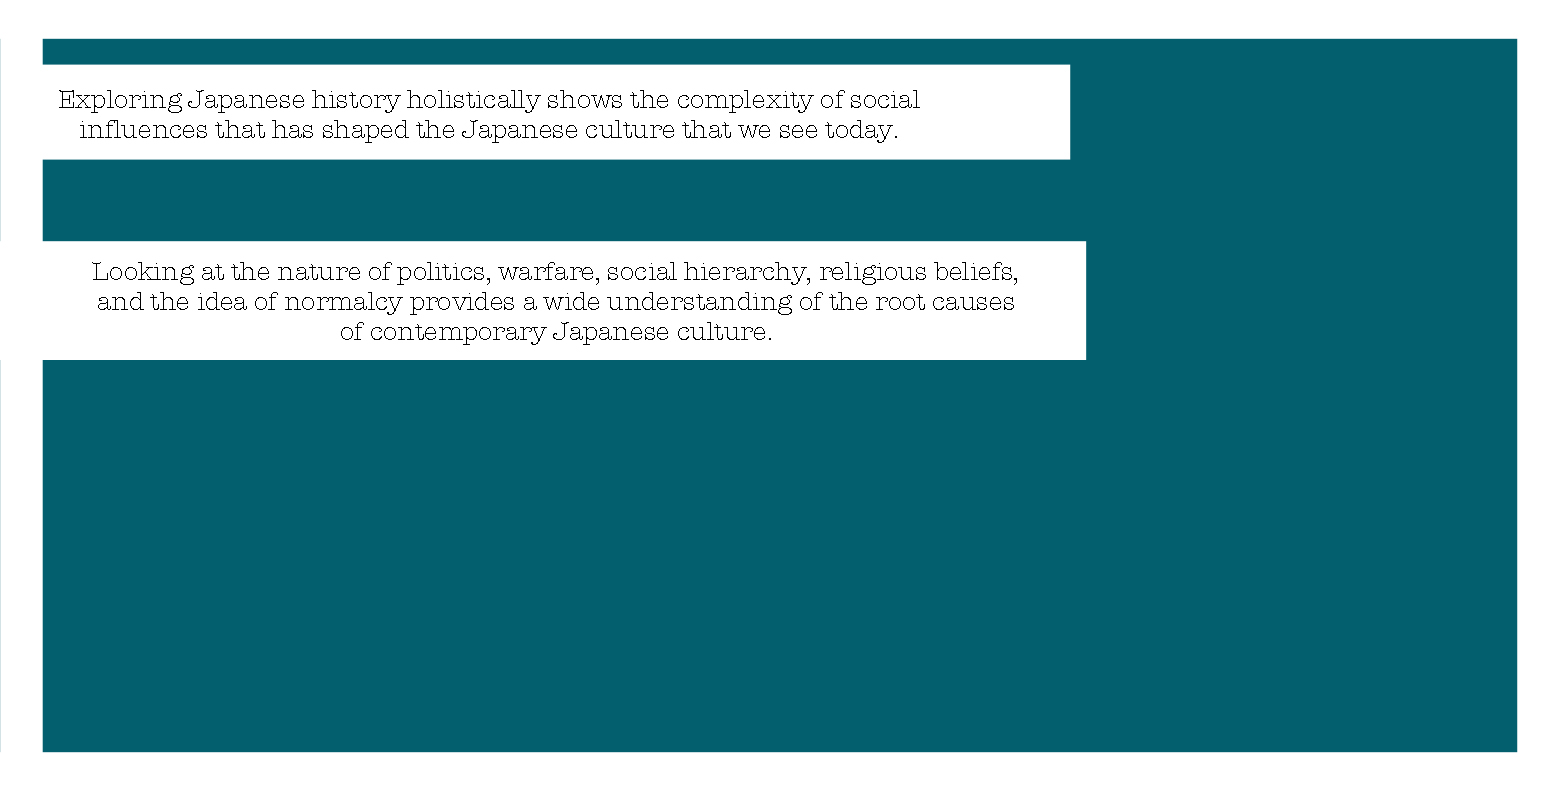 Exploring Japanese history holistically shows the complexity of social
influences that has shaped the Japanese culture that we see today.
Looking at the nature of politics, warfare, social hierarchy, religious beliefs,
and the idea of normalcy provides a wide understanding of the root causes
of contemporary Japanese culture.